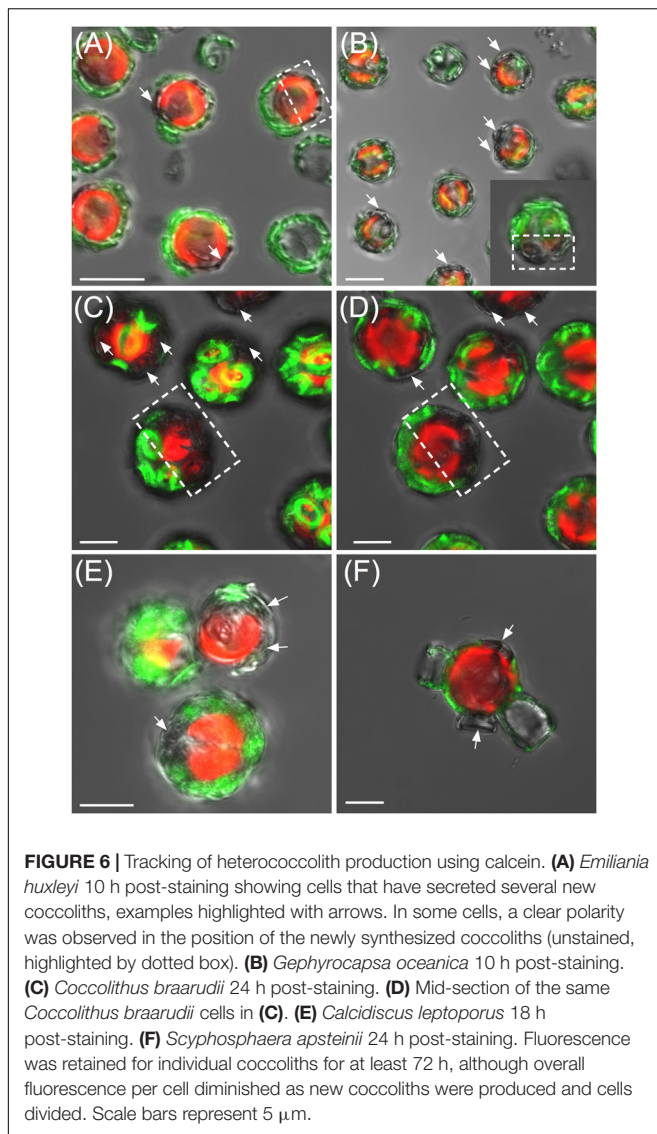 (A)
(B)
(C)
(D)
(E)
(F)
FIGURE 6 | Tracking of heterococcolith production using calcein. (A) Emiliania
huxleyi 10 h post-staining showing cells that have secreted several new
coccoliths, examples highlighted with arrows. In some cells, a clear polarity
was observed in the position of the newly synthesized coccoliths (unstained,
highlighted by dotted box). (B) Gephyrocapsa oceanica 10 h post-staining.
(C) Coccolithus braarudii 24 h post-staining. (D) Mid-section of the same
Coccolithus braarudii cells in (C). (E) Calcidiscus leptoporus 18 h
post-staining. (F) Scyphosphaera apsteinii 24 h post-staining. Fluorescence
was retained for individual coccoliths for at least 72 h, although overall
fluorescence per cell diminished as new coccoliths were produced and cells
divided. Scale bars represent 5 μm.